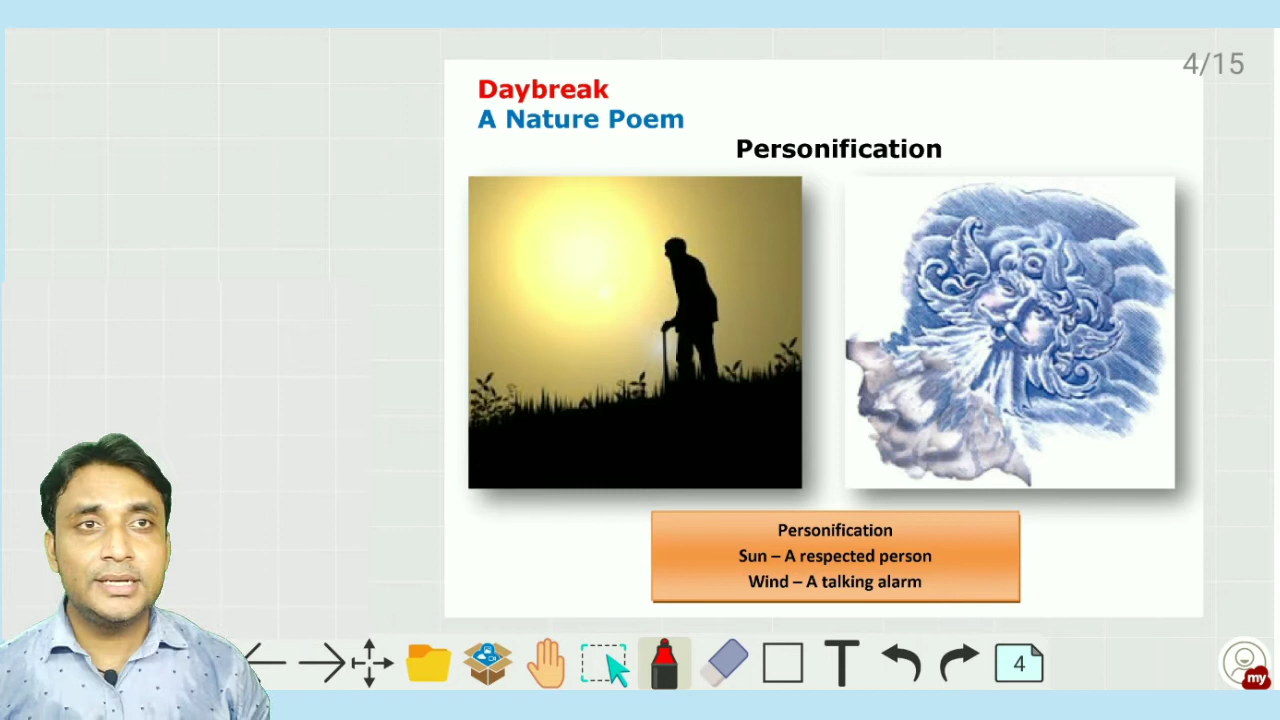 4/15
Daybreak
A Nature Poem
Personification
Personification
Sun – A respected person
Wind – A talking alarm
T
4
my